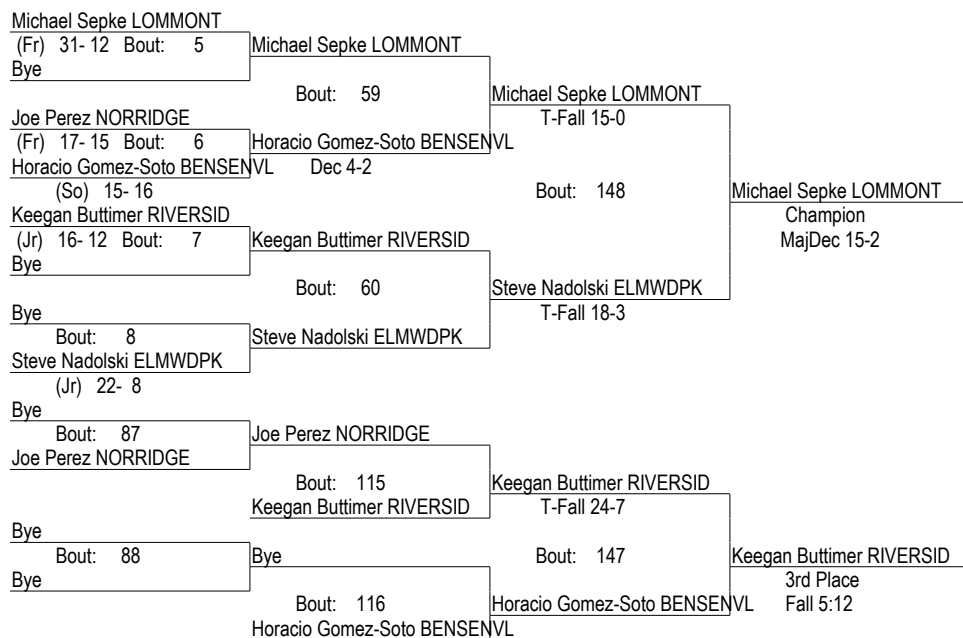 Michael Sepke LOMMONT
(Fr) 31- 12 Bout: 5 Michael Sepke LOMMONT
Bye
Bout: 59 Michael Sepke LOMMONT
Joe Perez NORRIDGE T-Fall 15-0
(Fr) 17- 15 Bout: 6 Horacio Gomez-Soto BENSENVL
Horacio Gomez-Soto BENSENVL Dec 4-2
(So) 15- 16 Bout: 148 Michael Sepke LOMMONT
Keegan Buttimer RIVERSID Champion
(Jr) 16- 12 Bout: 7 Keegan Buttimer RIVERSID MajDec 15-2
Bye
Bout: 60 Steve Nadolski ELMWDPK
Bye T-Fall 18-3
Bout: 8 Steve Nadolski ELMWDPK
Steve Nadolski ELMWDPK
(Jr) 22- 8
Bye
Bout: 87 Joe Perez NORRIDGE
Joe Perez NORRIDGE
Bout: 115 Keegan Buttimer RIVERSID
Keegan Buttimer RIVERSID T-Fall 24-7
Bye
Bout: 88 Bye Bout: 147 Keegan Buttimer RIVERSID
Bye 3rd Place
Bout: 116 Horacio Gomez-Soto BENSENVL Fall 5:12
Horacio Gomez-Soto BENSENVL